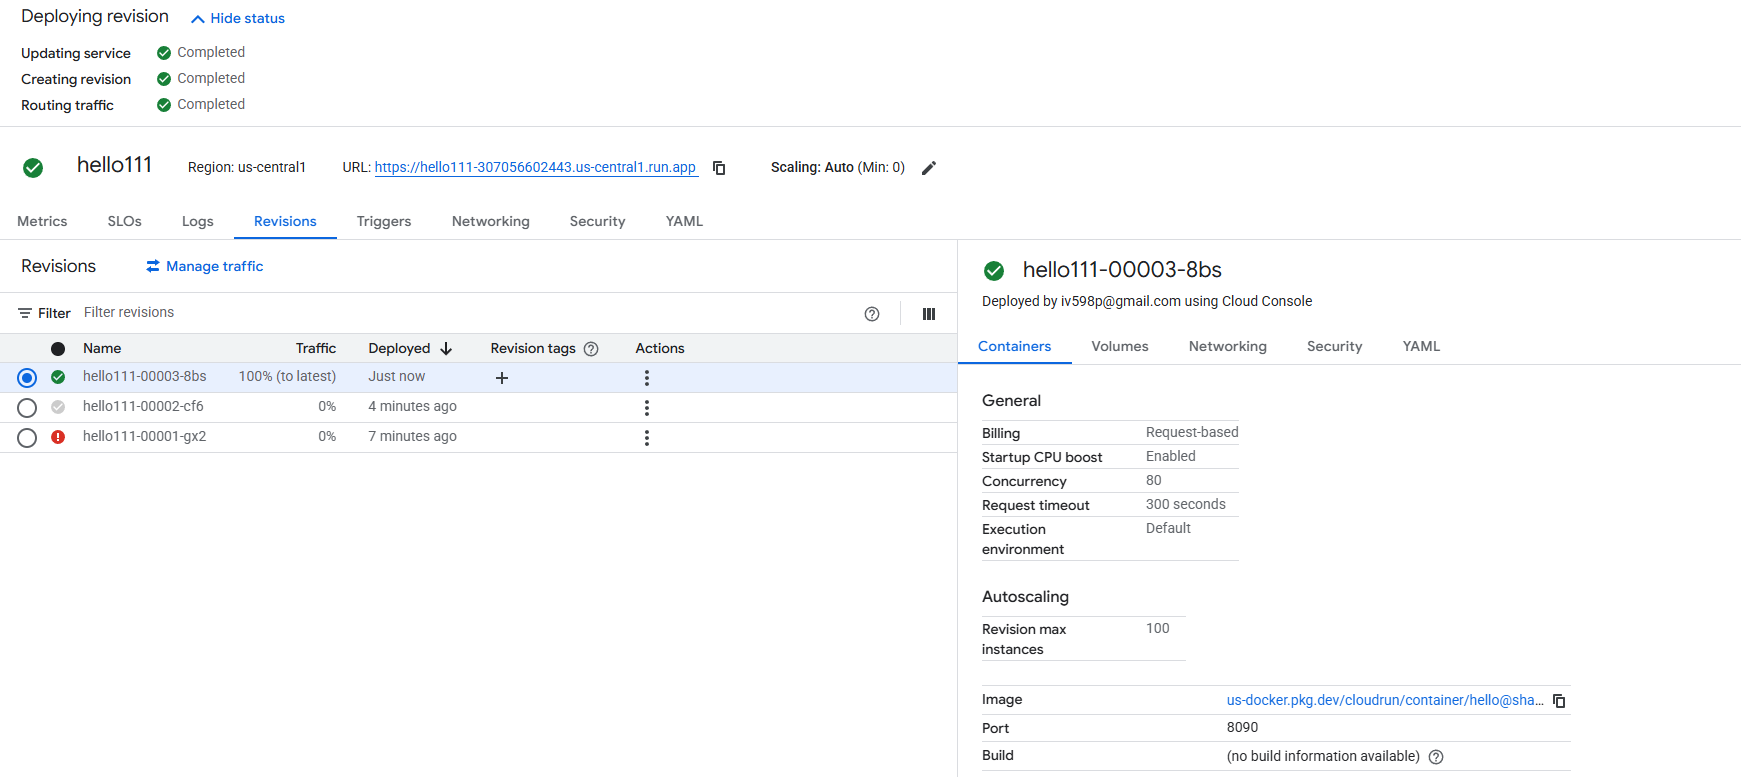 Deploying revision Hide status
Updating service Completed
Creating revision Completed
Routing traffic Completed
hello111 Region: us-central1 URL: https://hello111-307056602443.us-central1.run.app Scaling: Auto (Min: 0)
Metrics SLOs Logs Revisions Triggers Networking Security YAML
Revisions Manage traffic
Filter Filter revisions
Name Traffic Deployed Revision tags Actions
hello111-00003-8bs 100% (to latest) Just now
hello111-00002-cf6 0% 4 minutes ago
hello111-00001-gx2 0% 7 minutes ago
hello111-00003-8bs
Deployed by iv598p@gmail.com using Cloud Console
Containers Volumes Networking Security YAML
General
Billing Request-based
Startup CPU boost Enabled
Concurrency 80
Request timeout 300 seconds
Execution Default
environment
Autoscaling
Revision max 100
instances
Image us-docker.pkg.dev/cloudrun/container/hello@sha...
Port 8090
Build (no build information available)